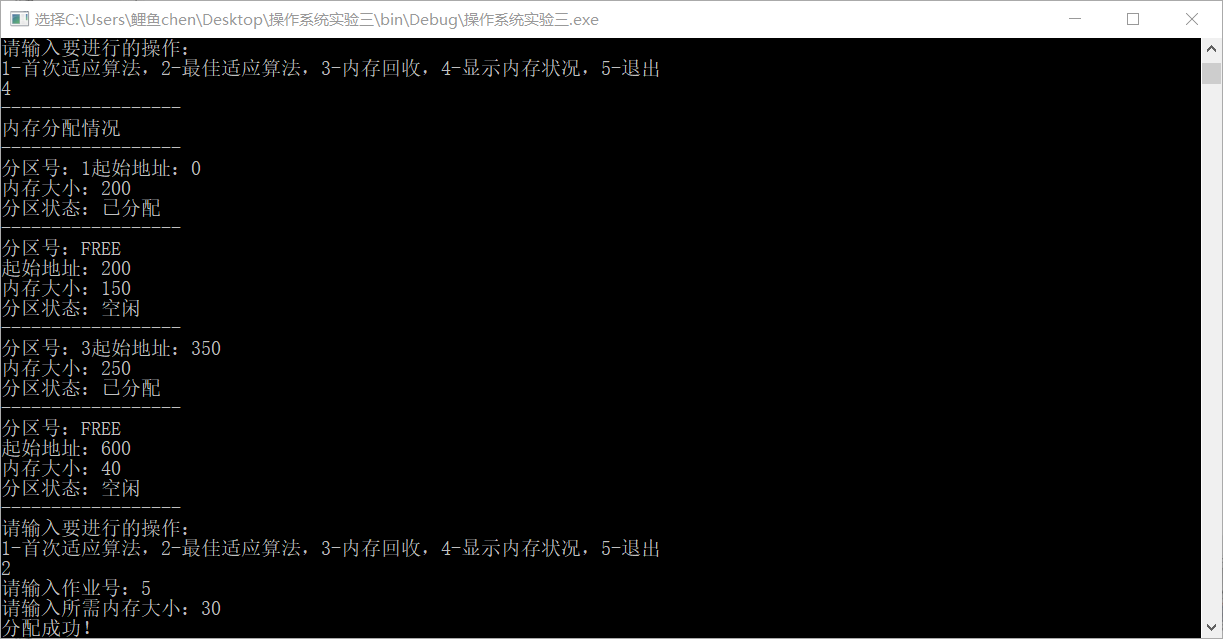 选择C:\Users\鲤鱼chen\Desktop\操作系统实验三\bin\Debug\操作系统实验三.exe
请输入要进行的操作：
1-首次适应算法，2-最佳适应算法，3-内存回收，4-显示内存状况，5-退出
4
------------------
内存分配情况
------------------
分区号：1起始地址：0
内存大小：200
分区状态：已分配
------------------
分区号：FREE
起始地址：200
内存大小：150
分区状态：空闲
------------------
分区号：3起始地址：350
内存大小：250
分区状态：已分配
------------------
分区号：FREE
起始地址：600
内存大小：40
分区状态：空闲
------------------
请输入要进行的操作：
1-首次适应算法，2-最佳适应算法，3-内存回收，4-显示内存状况，5-退出
2
请输入作业号：5
请输入所需内存大小：30
分配成功！